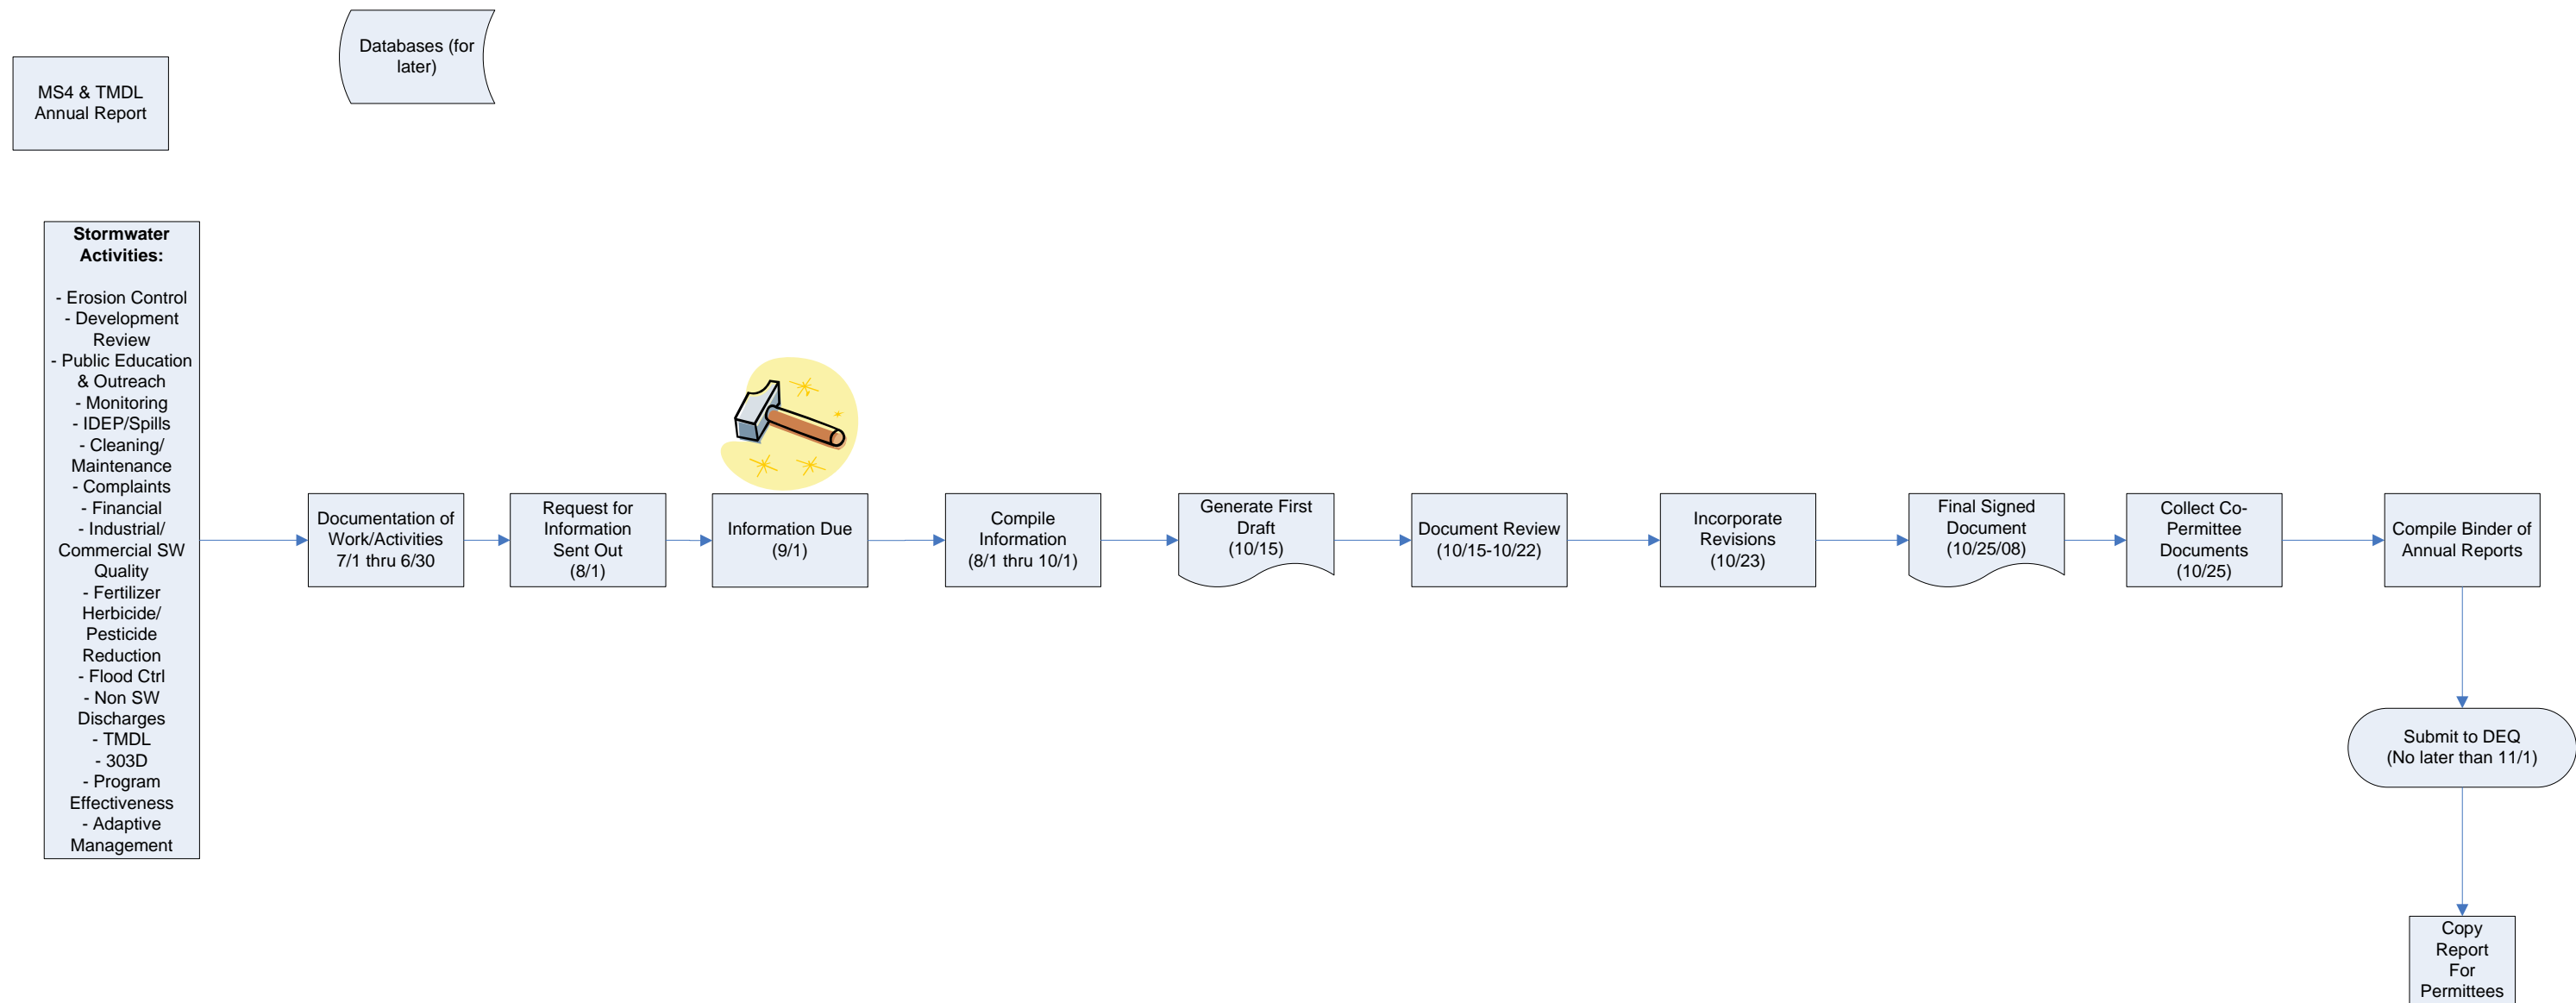 Databases (for
later)
MS4 & TMDL
Annual Report
Stormwater
Activities:
- Erosion Control
- Development
Review
- Public Education
& Outreach
- Monitoring
- IDEP/Spills
- Cleaning/
Maintenance
- Complaints
- Financial
- Industrial/
Commercial SW
Quality
- Fertilizer
Herbicide/
Pesticide
Reduction
- Flood Ctrl
- Non SW
Discharges
- TMDL
- 303D
- Program
Effectiveness
- Adaptive
Management
Documentation of
Work/Activities
7/1 thru 6/30
Request for
Information
Sent Out
(8/1)
Information Due
(9/1)
Compile
Information
(8/1 thru 10/1)
Generate First
Draft
(10/15)
Document Review
(10/15-10/22)
Incorporate
Revisions
(10/23)
Final Signed
Document
(10/25/08)
Collect Co-
Permittee
Documents
(10/25)
Compile Binder of
Annual Reports
Submit to DEQ
(No later than 11/1)
Copy
Report
For
Permittees